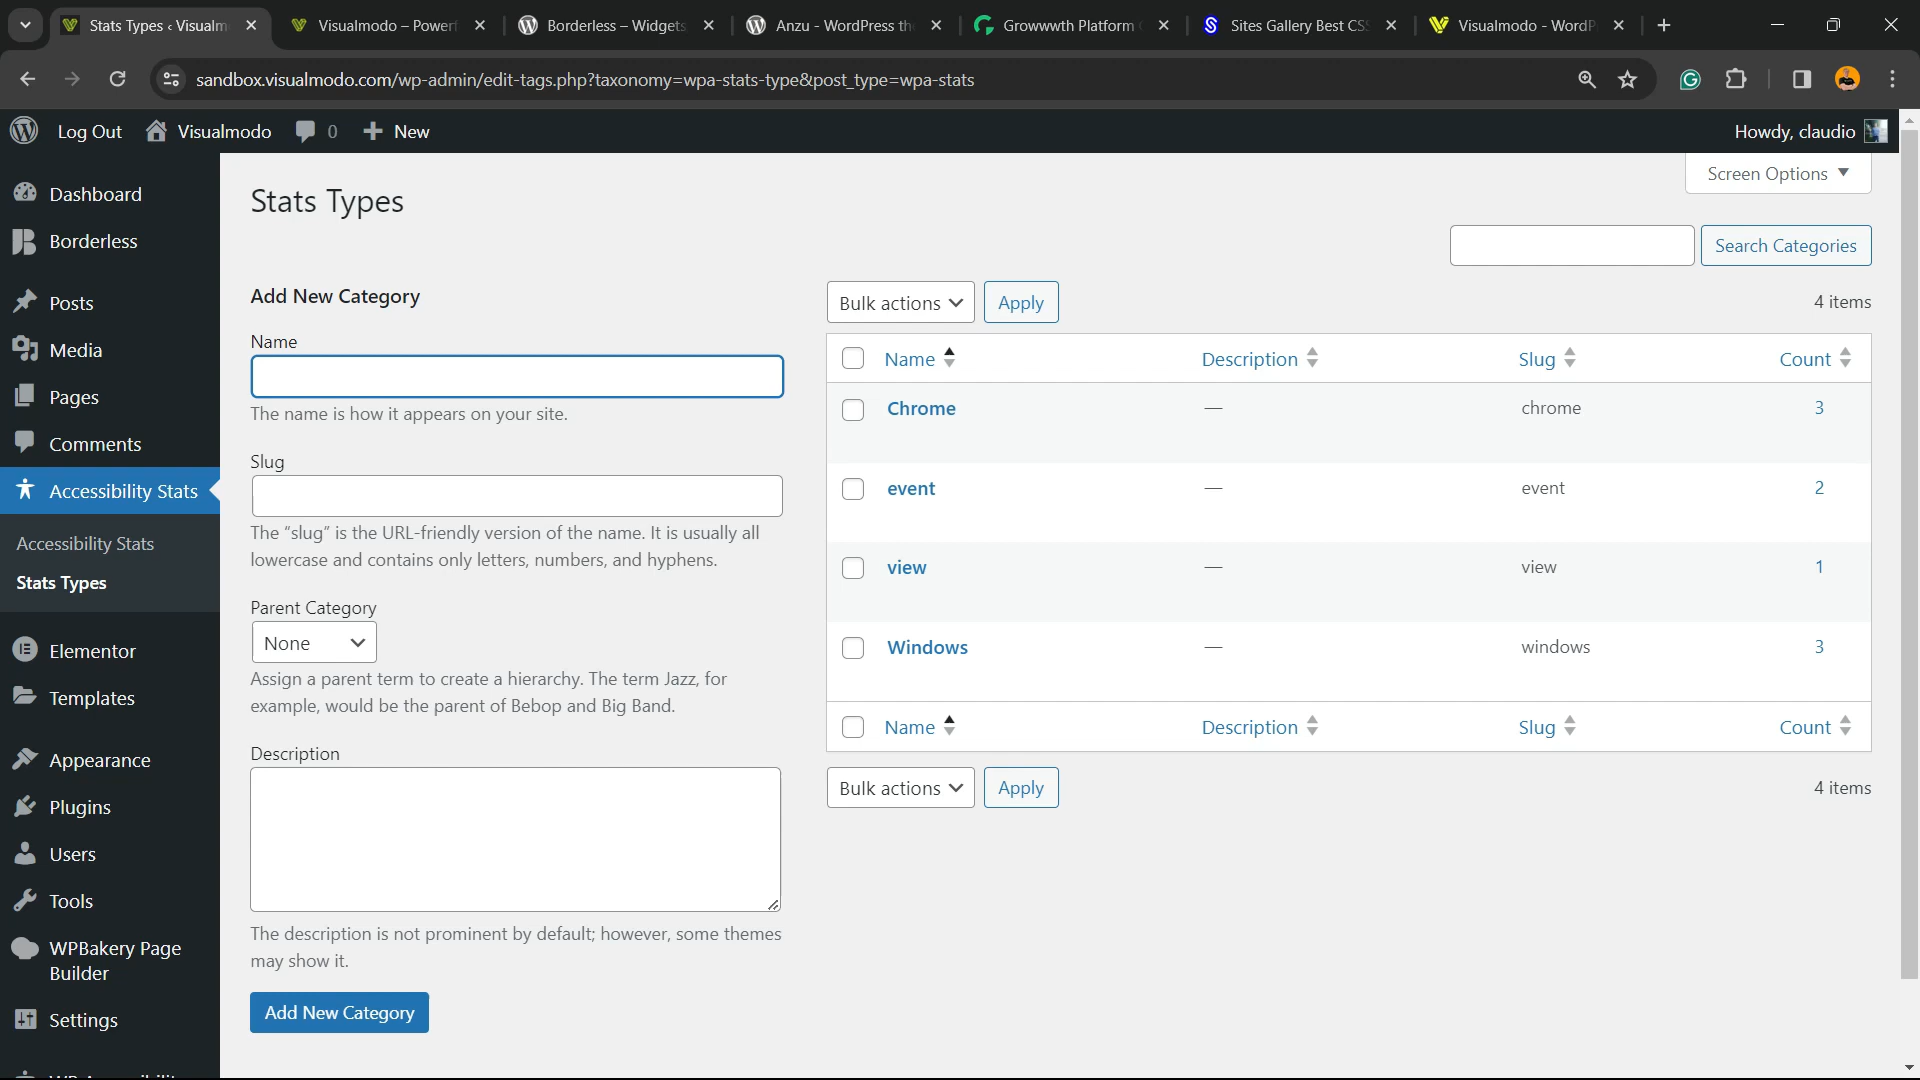 Stats Types ‹ Visualm
Visualmodo – Powerf
Borderless – Widgets
Anzu - WordPress th
Growwwth Platform
Sites Gallery Best CSS
Visualmodo - WordP
sandbox.visualmodo.com/wp-admin/edit-tags.php?taxonomy=wpa-stats-type&post_type=wpa-stats
Log Out
Visualmodo
0
New
Howdy, claudio
Dashboard
Borderless
Posts
Media
Pages
Comments
Accessibility Stats
Accessibility Stats
Stats Types
Elementor
Templates
Appearance
Plugins
Users
Tools
WPBakery Page
Builder
Settings
Screen Options
Stats Types
Search Categories
Add New Category
Name
The name is how it appears on your site.
Slug
The “slug” is the URL-friendly version of the name. It is usually all
lowercase and contains only letters, numbers, and hyphens.
Parent Category
None
Assign a parent term to create a hierarchy. The term Jazz, for
example, would be the parent of Bebop and Big Band.
Description
The description is not prominent by default; however, some themes
may show it.
Add New Category
Bulk actions
Apply
4 items
Name Description Slug Count
Chrome — chrome 3
event — event 2
view — view 1
Windows — windows 3
Name Description Slug Count
Bulk actions
Apply
4 items